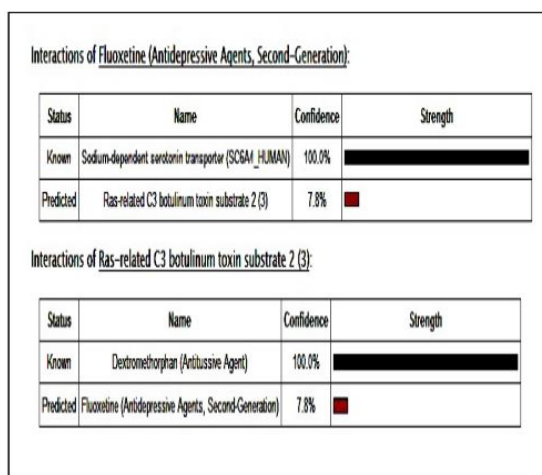 Interactions of Fluoxetine (Antidepressive Agents, Second-Generation):
Status Name Confidence Strength
Known Sodium-dependent serotonin transporter (SC6A4_HUMAN) 100.0%
Predicted Ras-related C3 botulinum toxin substrate 2 (3) 7.8%
Interactions of Ras-related C3 botulinum toxin substrate 2 (3):
Status Name Confidence Strength
Known Dextromethorphan (Antitussive Agent) 100.0%
Predicted Fluoxetine (Antidepressive Agents, Second-Generation) 7.8%